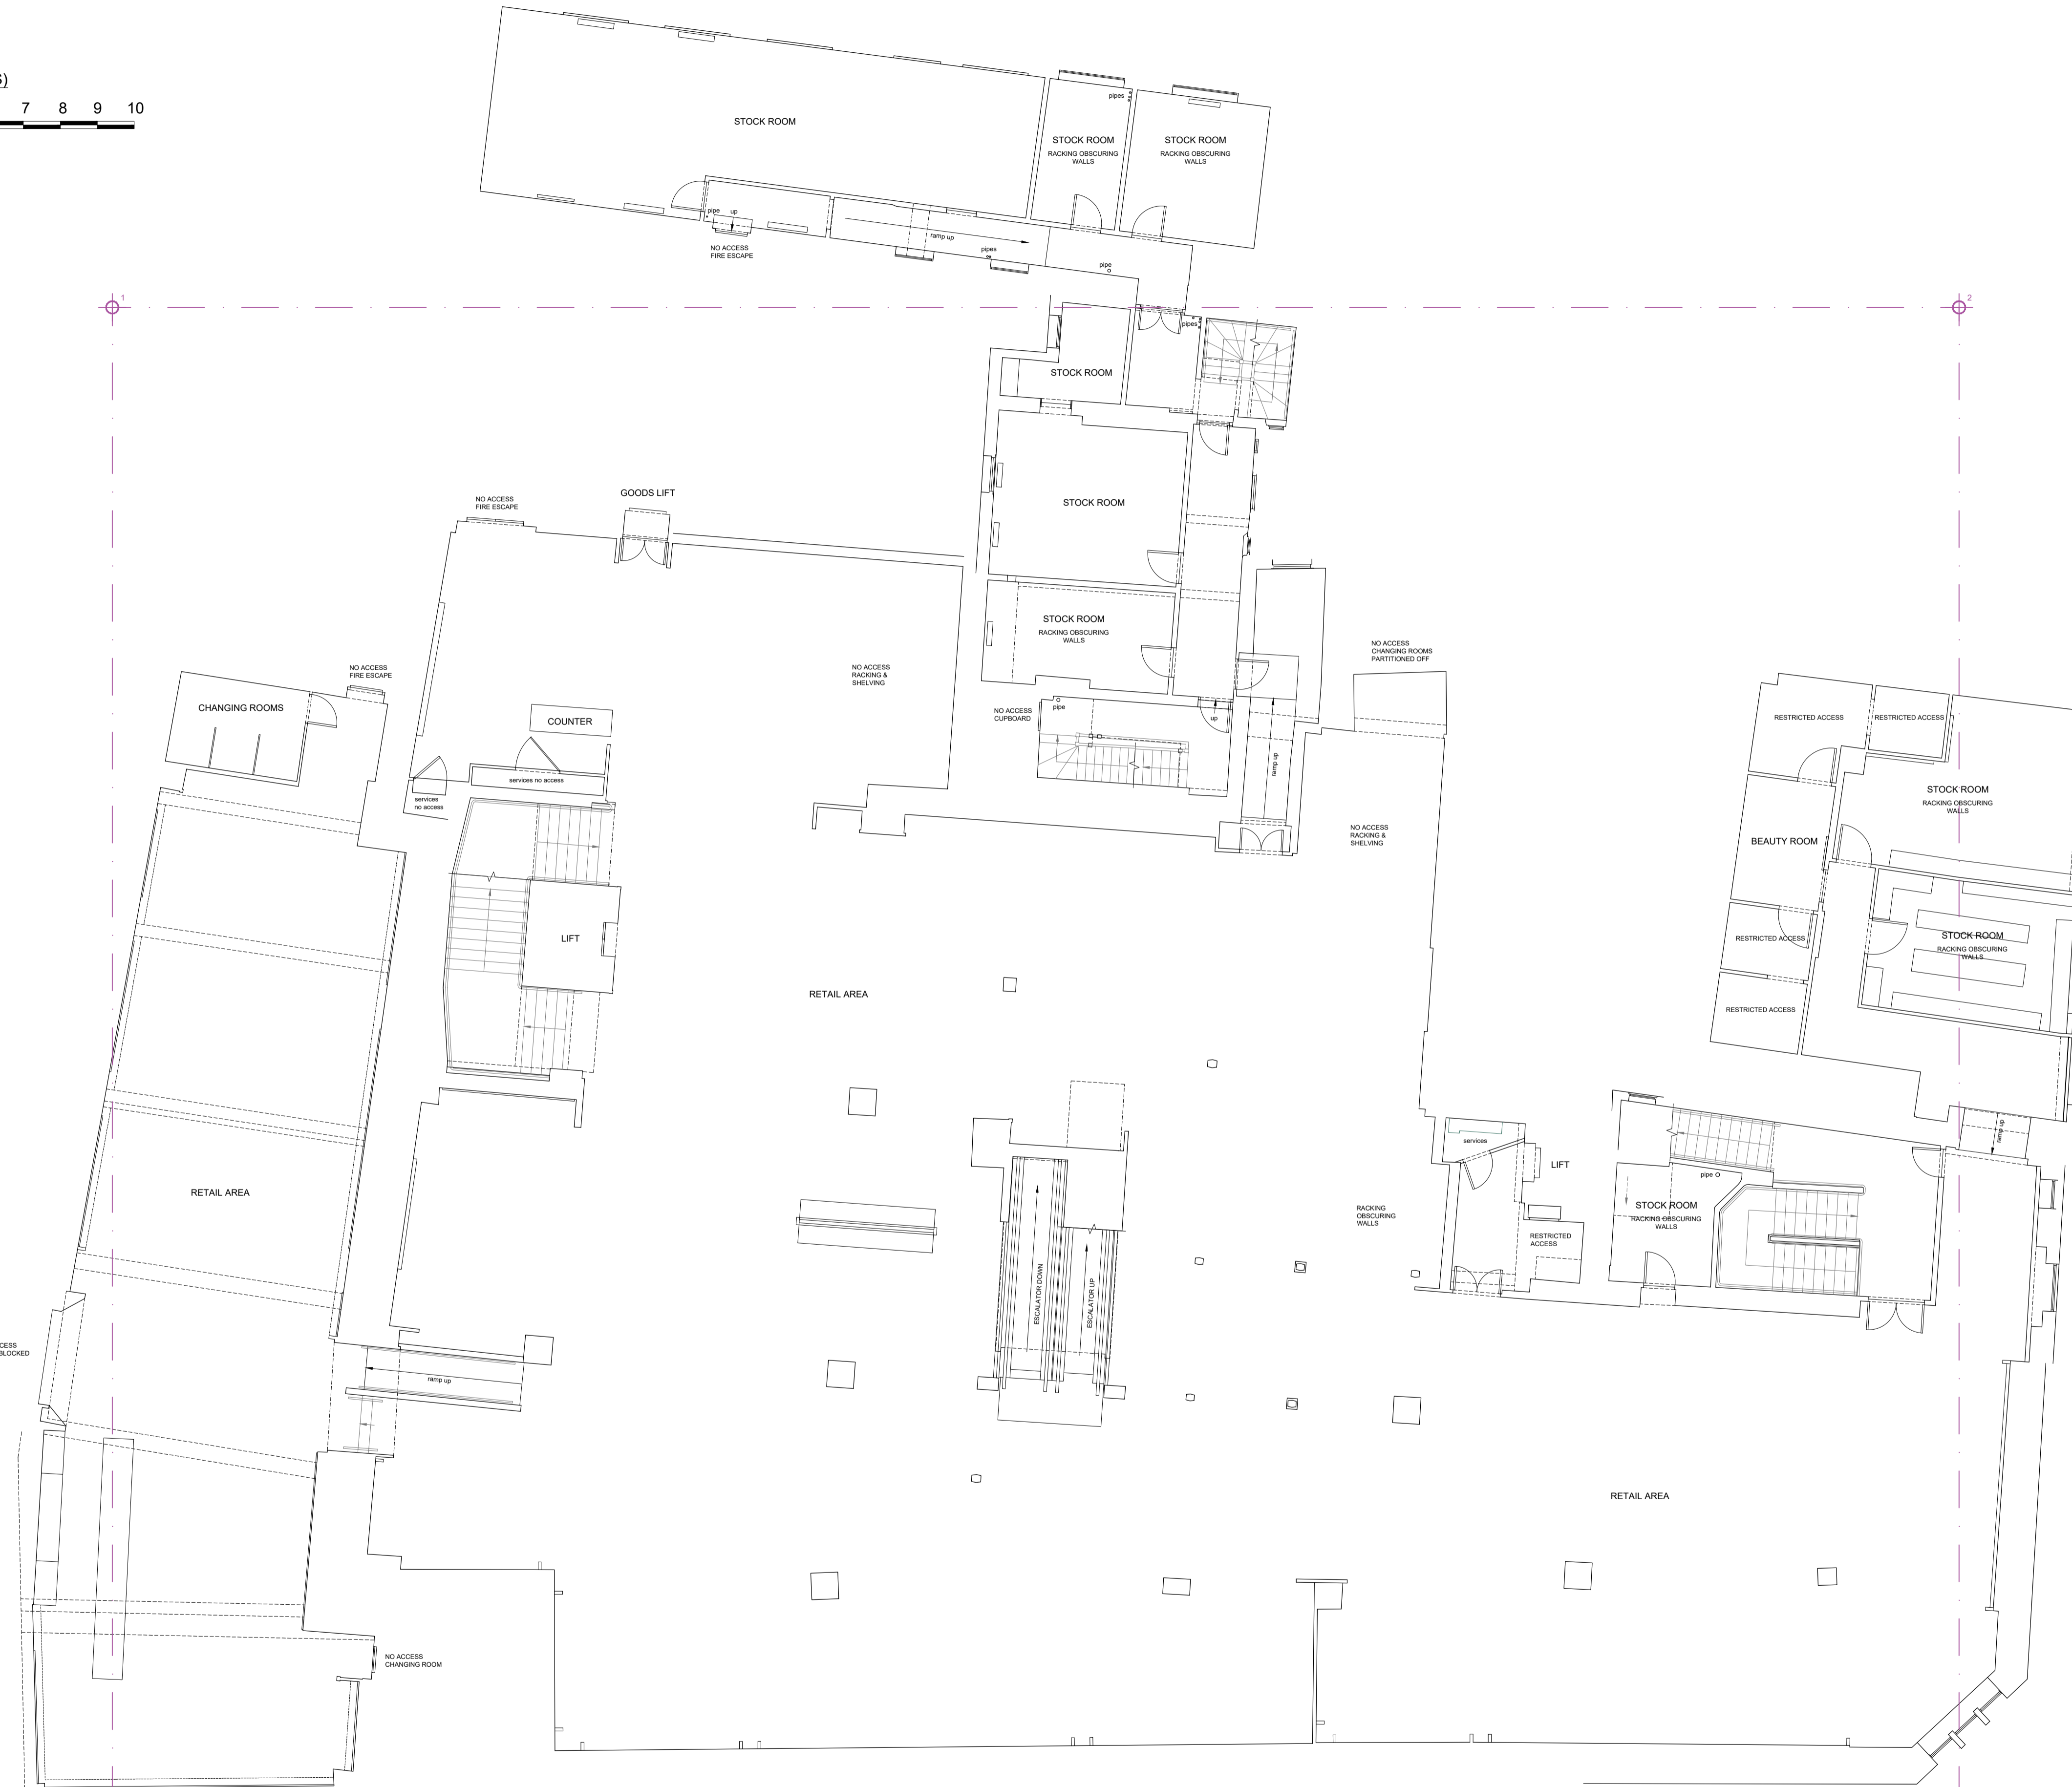 S)
7 8 9 10
STOCK ROOM
pipes
STOCK ROOM
RACKING OBSCURING
WALLS
STOCK ROOM
RACKING OBSCURING
WALLS
pipe
up
NO ACCESS
FIRE ESCAPE
ramp up
pipes
pipe
1
2
pipes
STOCK ROOM
STOCK ROOM
GOODS LIFT
NO ACCESS
FIRE ESCAPE
STOCK ROOM
RACKING OBSCURING
WALLS
NO ACCESS
CHANGING ROOMS
PARTITIONED OFF
NO ACCESS
FIRE ESCAPE
NO ACCESS
RACKING &
SHELVING
CHANGING ROOMS
COUNTER
NO ACCESS
CUPBOARD
pipe
up
ramp up
RESTRICTED ACCESS
RESTRICTED ACCESS
services no access
services
no access
STOCK ROOM
RACKING OBSCURING
WALLS
NO ACCESS
RACKING &
SHELVING
BEAUTY ROOM
LIFT
RESTRICTED ACCESS
STOCK ROOM
RACKING OBSCURING
WALLS
RETAIL AREA
RESTRICTED ACCESS
ramp up
services
LIFT
pipe
RETAIL AREA
STOCK ROOM
RACKING OBSCURING
WALLS
RACKING
OBSCURING
WALLS
RESTRICTED
ACCESS
ESCALATOR DOWN
ESCALATOR UP
CESS
BLOCKED
ramp up
RETAIL AREA
NO ACCESS
CHANGING ROOM